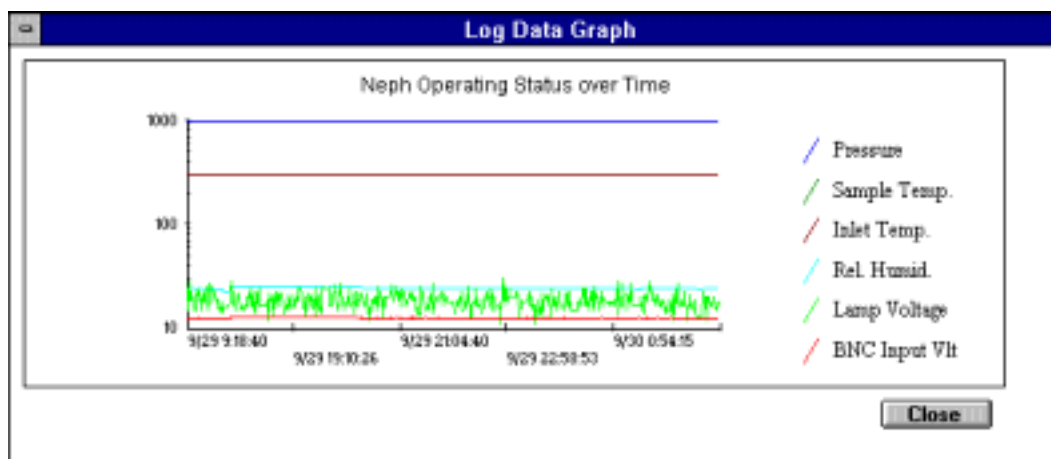 Log Data Graph
Neph Operating Status over Time
1000
100
10
9/29 9:18:40
9/29 19:10:26
9/29 21:04:40
9/29 22:58:53
9/30 0:54:15
Pressure
Sample Temp.
Inlet Temp.
Rel. Humid.
Lamp Voltage
BNC Input Vlt
Close